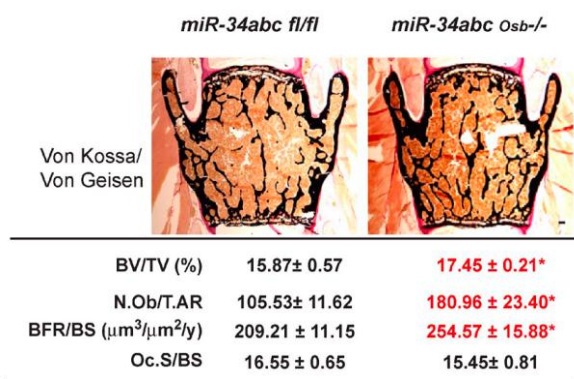 miR-34abc fl/fl miR-34abc Osb-/-
Von Kossa/
Von Geisen
BV/TV (%) 15.87± 0.57 17.45 ± 0.21*
N.Ob/T.AR 105.53± 11.62 180.96 ± 23.40*
BFR/BS (μm³/μm²/y) 209.21 ± 11.15 254.57 ± 15.88*
Oc.S/BS 16.55 ± 0.65 15.45± 0.81